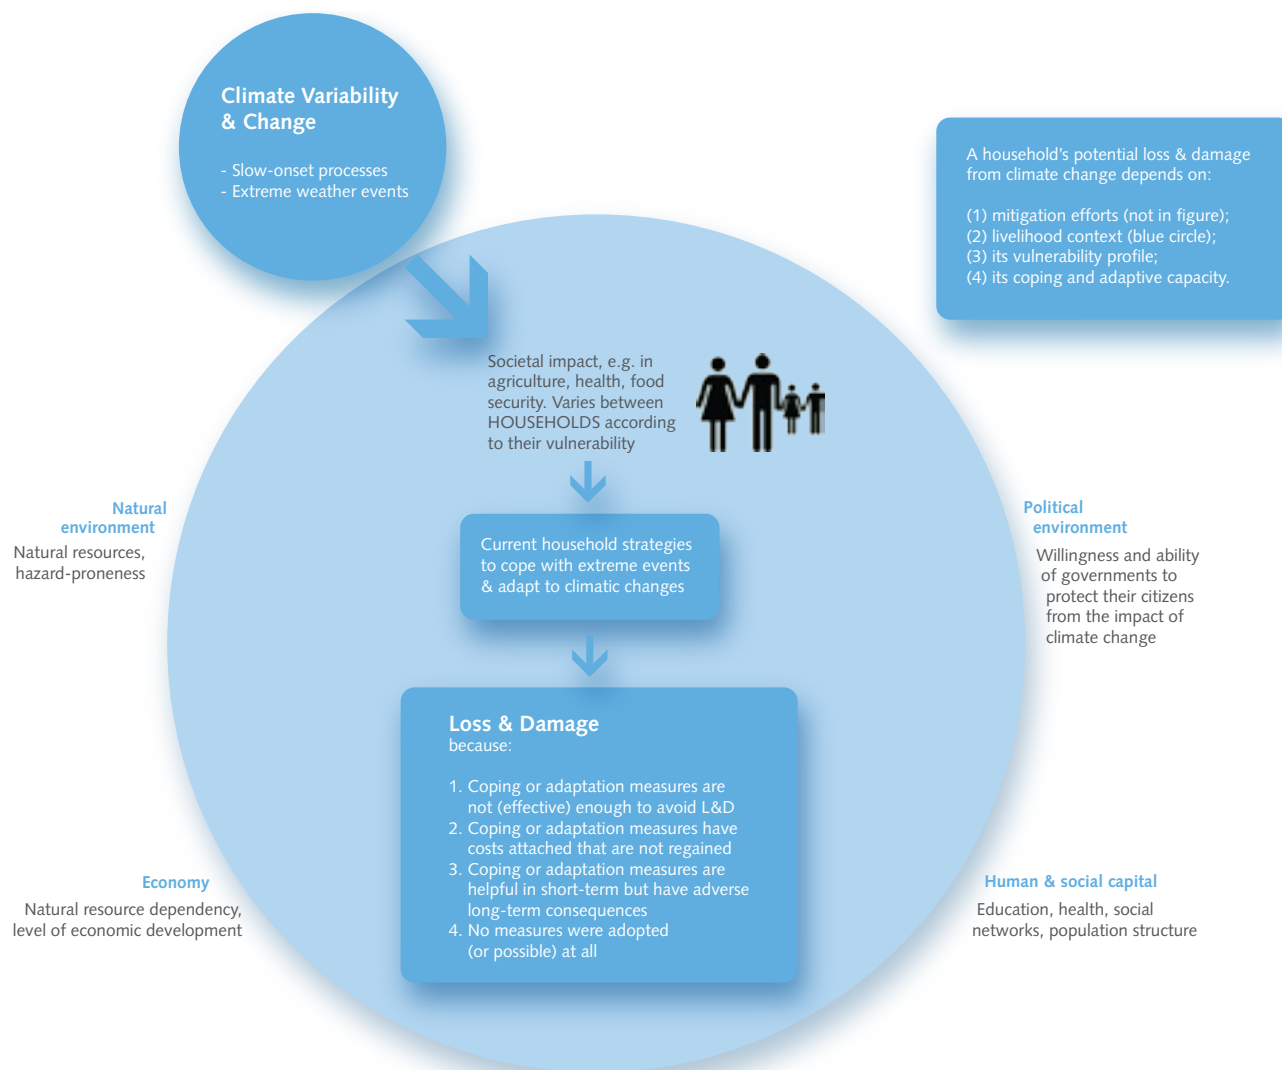 Climate Variability
& Change
- Slow-onset processes
- Extreme weather events
A household's potential loss & damage
from climate change depends on:
(1) mitigation efforts (not in figure);
(2) livelihood context (blue circle);
(3) its vulnerability profile;
(4) its coping and adaptive capacity.
Societal impact, e.g. in
agriculture, health, food
security. Varies between
HOUSEHOLDS according
to their vulnerability
Natural
environment
Natural resources,
hazard-proneness
Political
environment
Willingness and ability
of governments to
protect their citizens
from the impact of
climate change
Current household strategies
to cope with extreme events
& adapt to climatic changes
Loss & Damage
because:
1. Coping or adaptation measures are
not (effective) enough to avoid L&D
2. Coping or adaptation measures have
costs attached that are not regained
3. Coping or adaptation measures are
helpful in short-term but have adverse
long-term consequences
4. No measures were adopted
(or possible) at all
Economy
Natural resource dependency,
level of economic development
Human & social capital
Education, health, social
networks, population structure